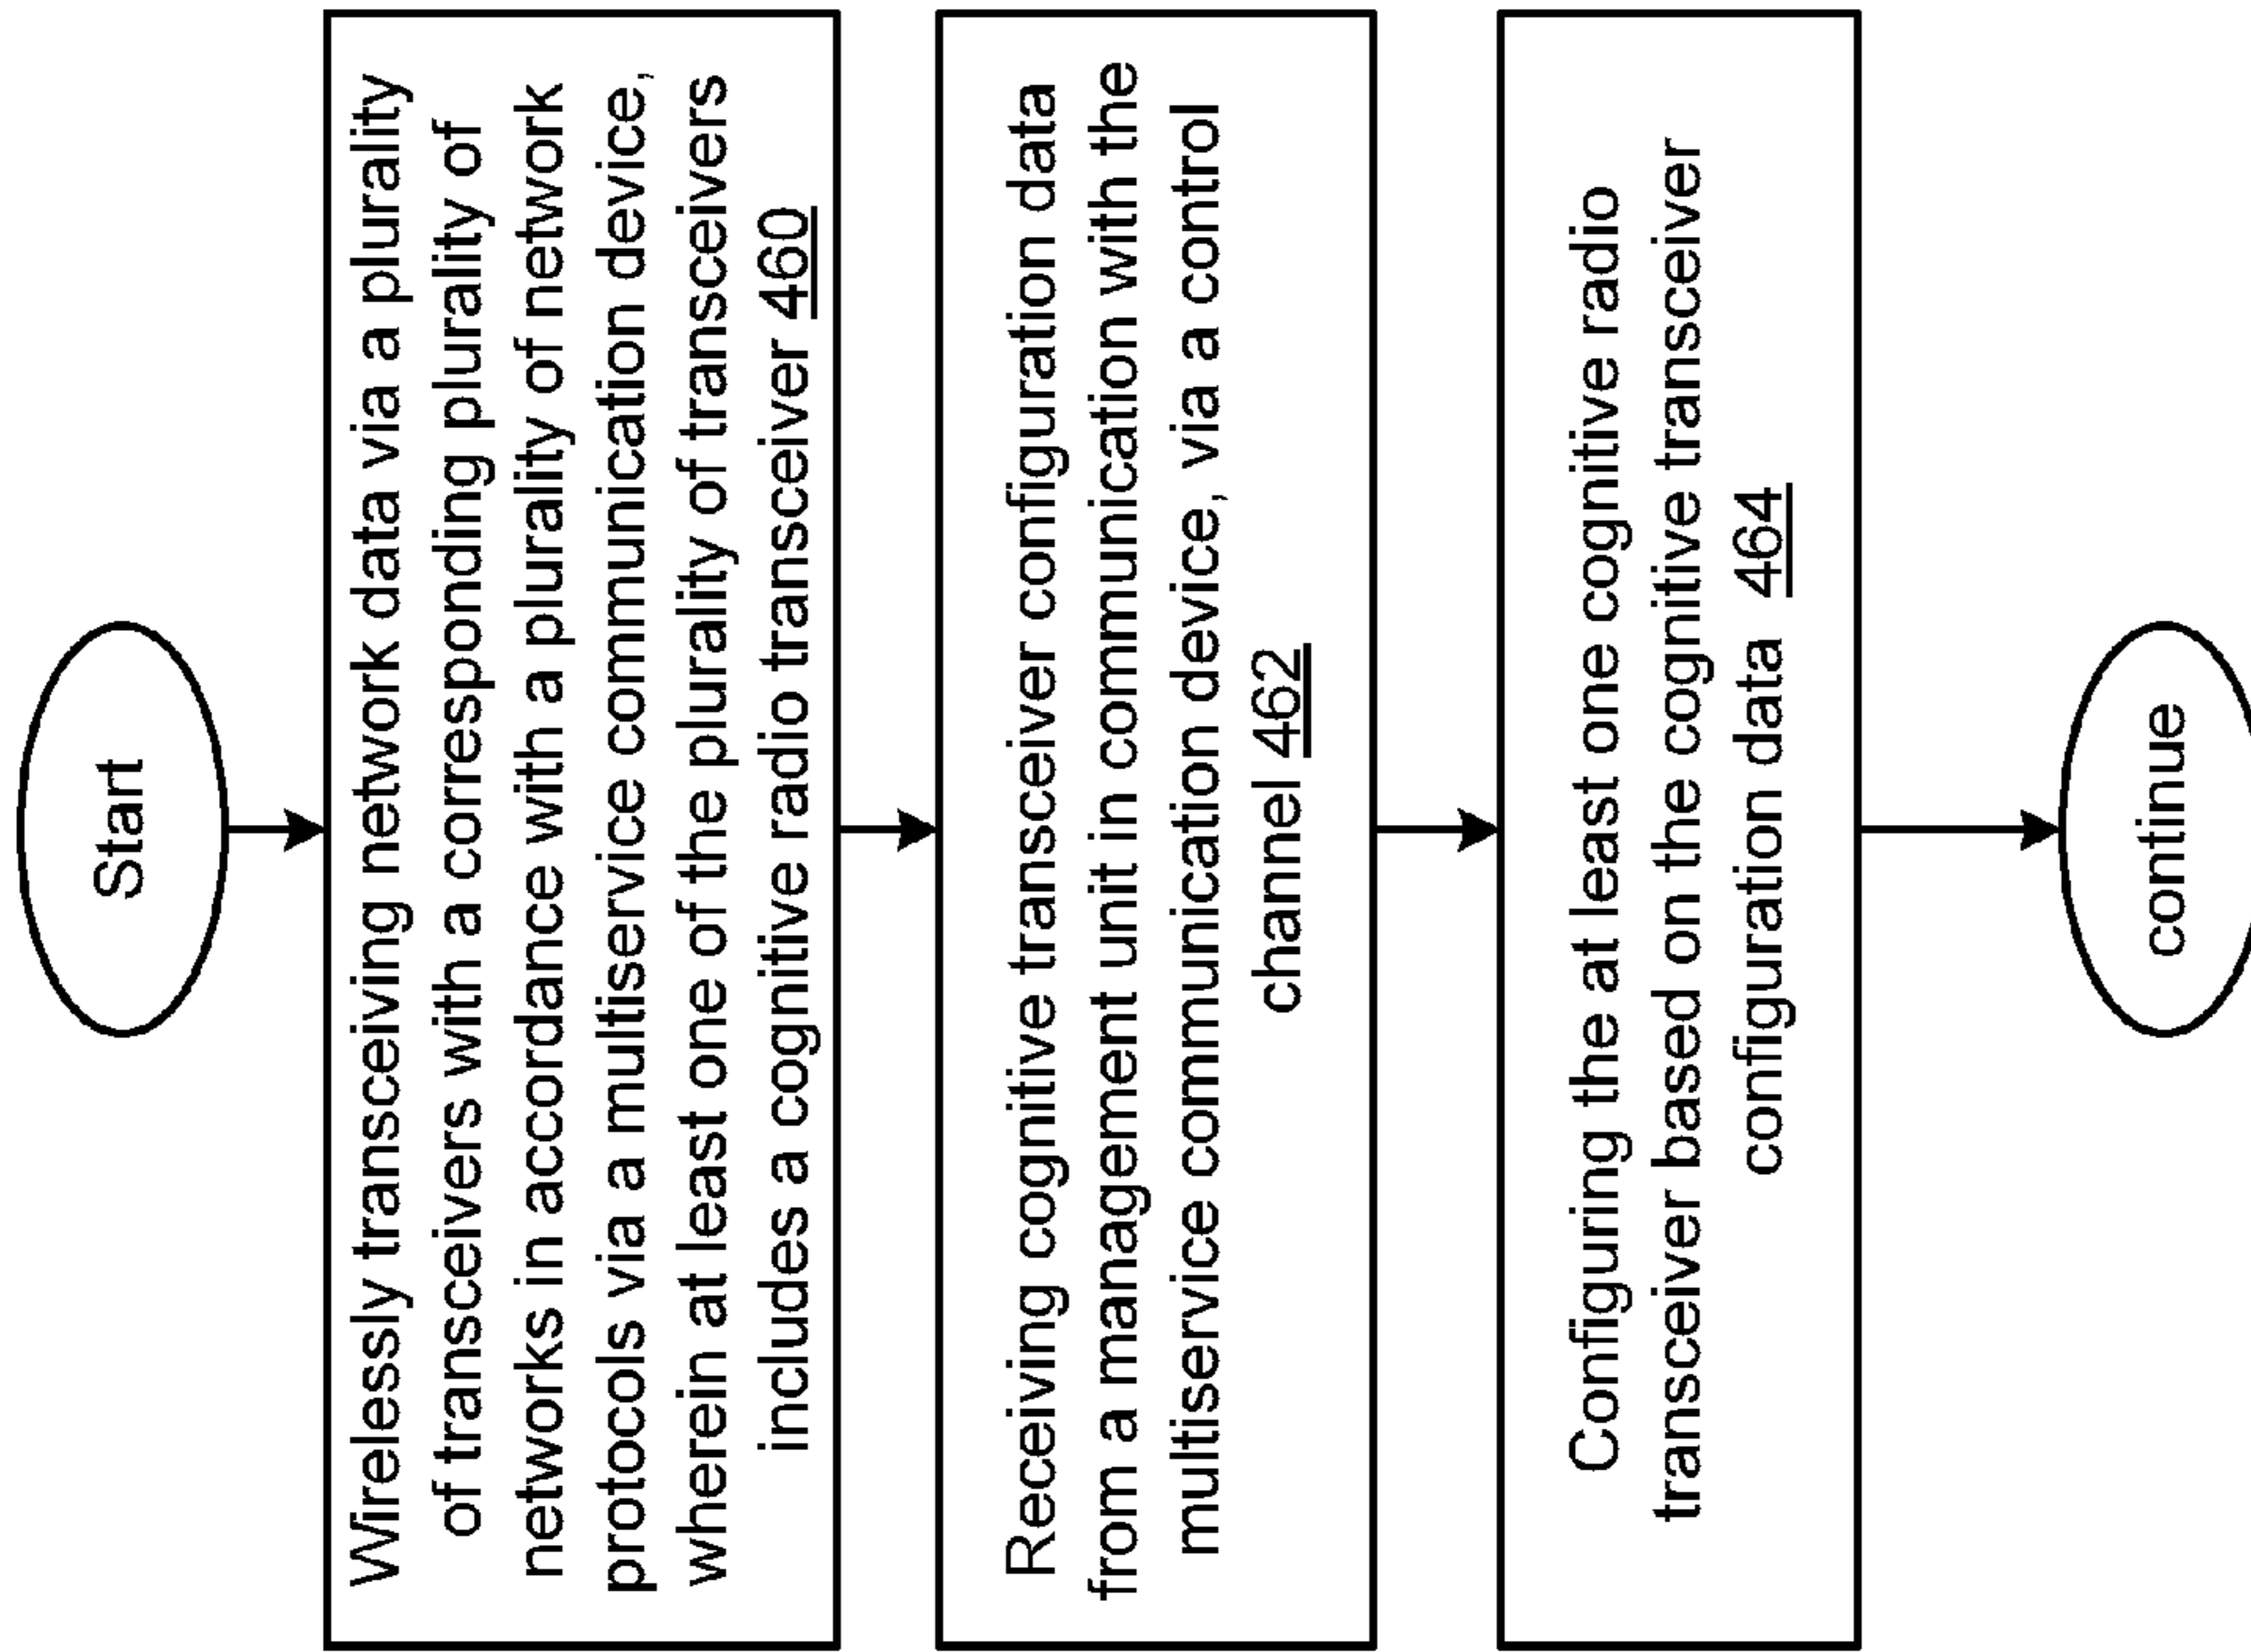 Start
Wirelessly transceiving network data via a plurality
of transceivers with a corresponding plurality of
networks in accordance with a plurality of network
protocols via a multiservice communication device,
wherein at least one of the plurality of transceivers
includes a cognitive radio transceiver 460
Receiving cognitive transceiver configuration data
from a management unit in communication with the
multiservice communication device, via a control
channel 462
Configuring the at least one cognitive radio
transceiver based on the cognitive transceiver
configuration data 464
continue